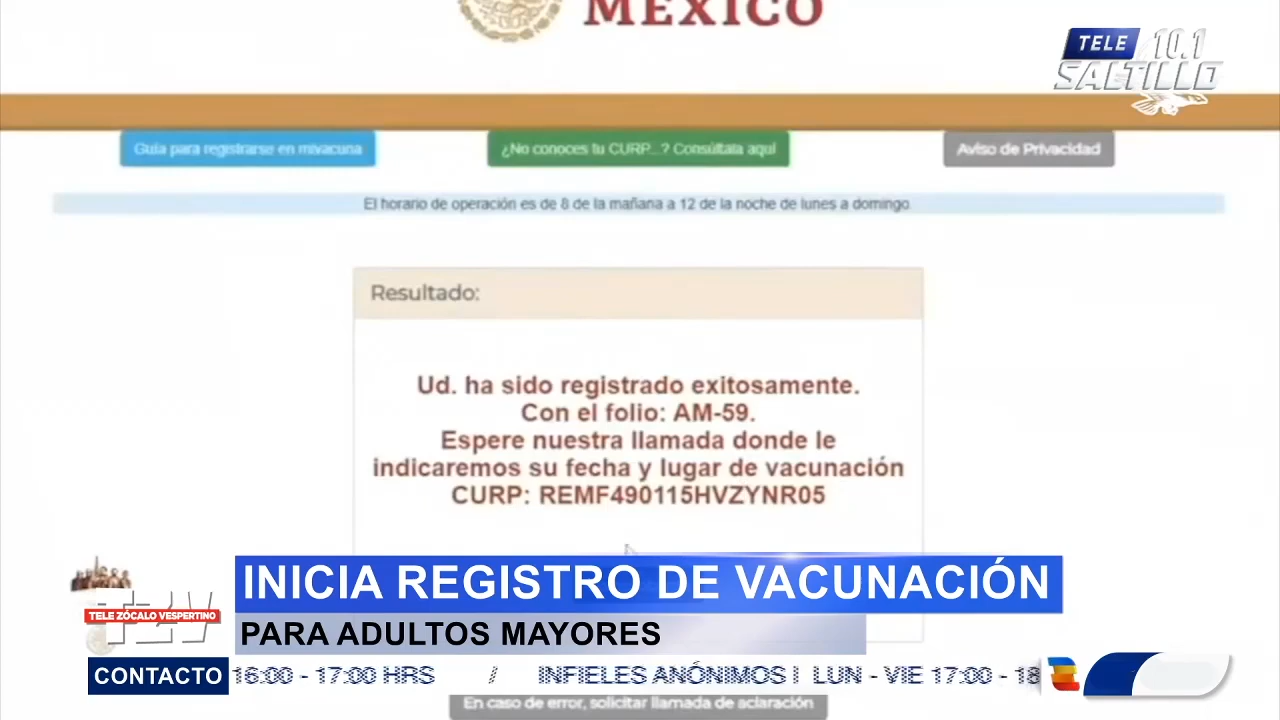 MÉXICO
TELE 10.1
SALTILLO
Guía para registrarse en mivacuna
¿No conoces tu CURP...? Consúltala aquí
Aviso de Privacidad
El horario de operación es de 8 de la mañana a 12 de la noche de lunes a domingo.
Resultado:
Ud. ha sido registrado exitosamente.
Con el folio: AM-59.
Espere nuestra llamada donde le
indicaremos su fecha y lugar de vacunación
CURP: REMF490115HVZYNR05
INICIA REGISTRO DE VACUNACIÓN
TZV
TELE ZÓCALO VESPERTINO
PARA ADULTOS MAYORES
CONTACTO 16:00 - 17:00 HRS / INFIELES ANÓNIMOS | LUN - VIE 17:00 - 18
En caso de error, solicitar llamada de aclaración